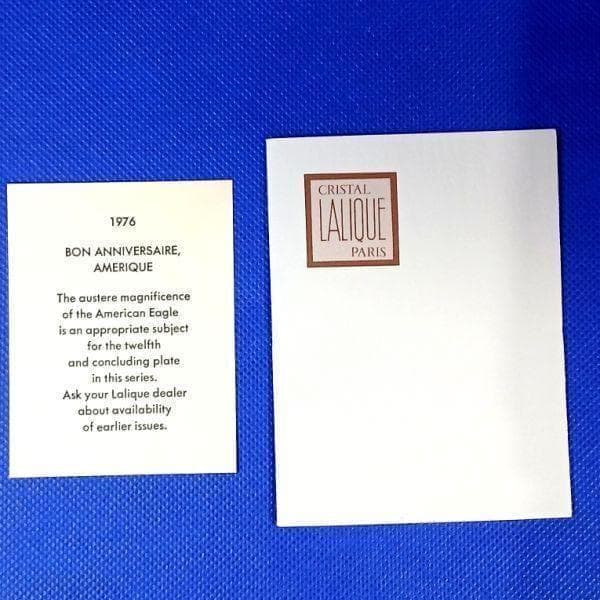 1976
BON ANNIVERSAIRE,
AMERIQUE
The austere magnificence
of the American Eagle
is an appropriate subject
for the twelfth
and concluding plate
in this series.
Ask your Lalique dealer
about availability
of earlier issues.
CRISTAL
LALIQUE
PARIS